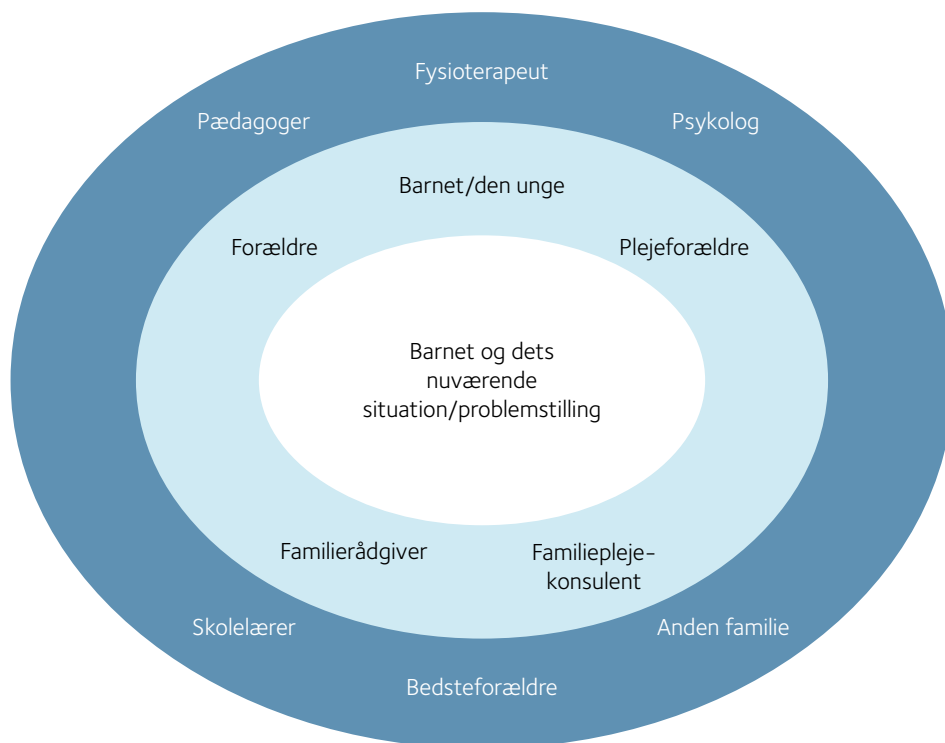 Fysioterapeut
Pædagoger
Psykolog
Barnet/den unge
Forældre
Plejeforældre
Barnet og dets
nuværende
situation/problemstilling
Familierådgiver
Familiepleje-
konsulent
Skolelærer
Anden familie
Bedsteforældre